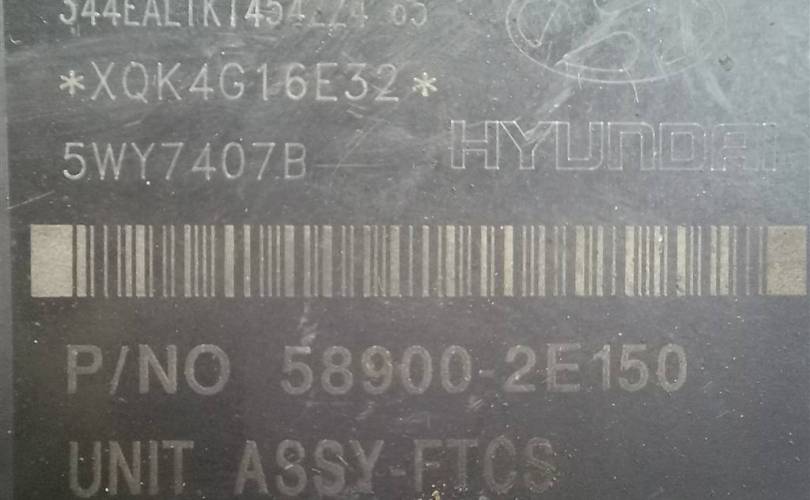 *XQK4G16E32*
5WY7407B
HYUNDAI
P/NO 58900-2E150
UNIT ASSY-FTCS